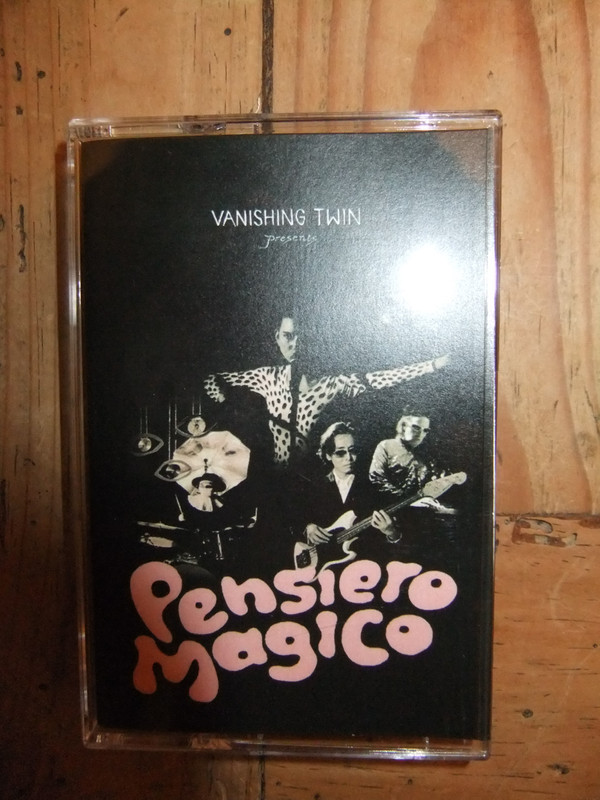 VANISHING TWIN
presents
Pensiero
Magico